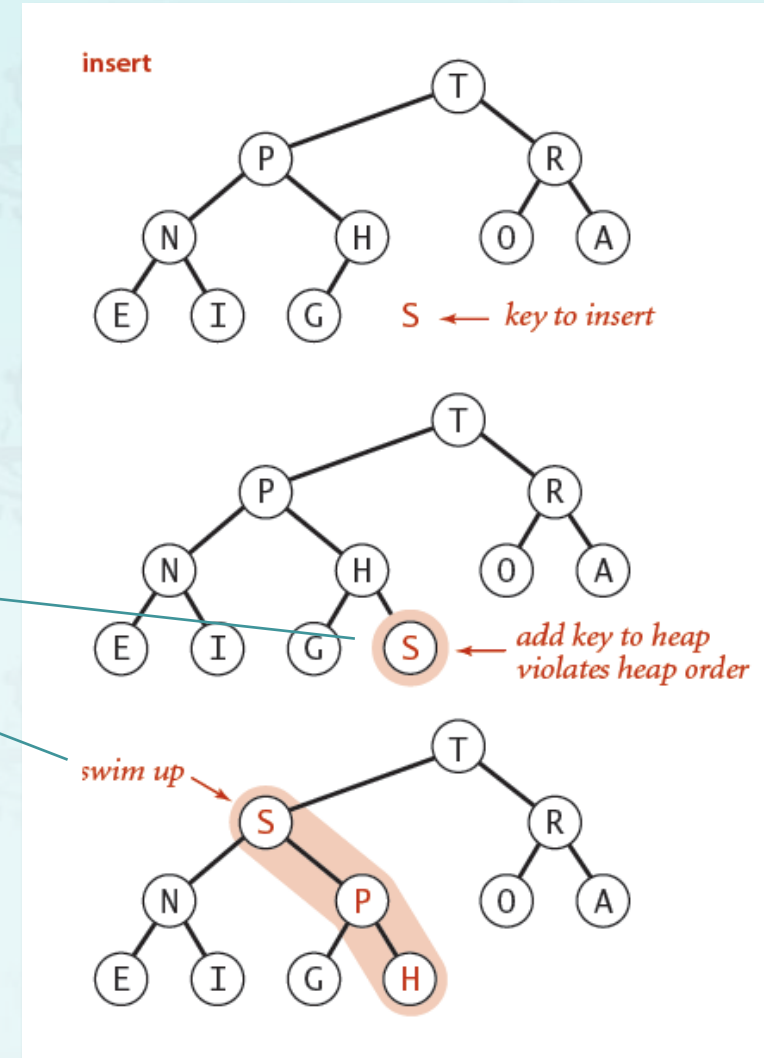 insert
T
P R
N H O A
E I G S ← key to insert
T
P R
N H O A
E I G S ← add key to heap
violates heap order
T
swim up
S R
N P O A
E I G H